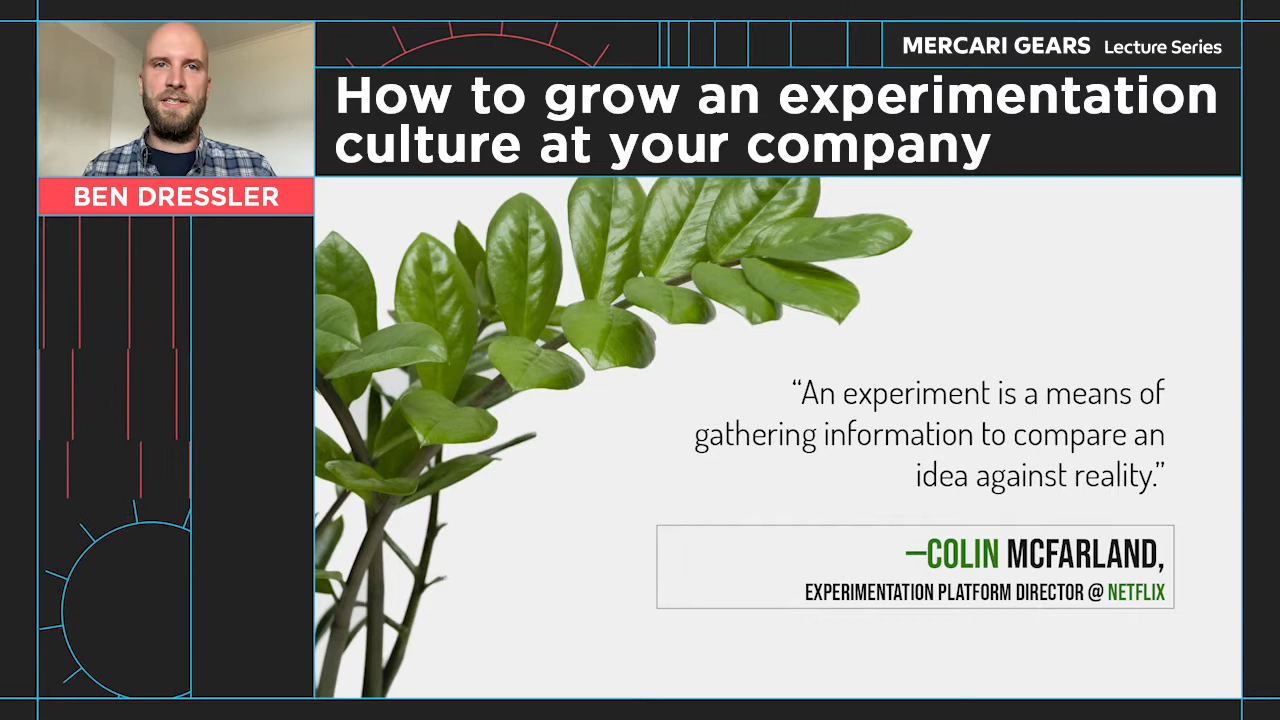 MERCARI GEARS Lecture Series
How to grow an experimentation
culture at your company
BEN DRESSLER
“An experiment is a means of
gathering information to compare an
idea against reality.”
—COLIN MCFARLAND,
EXPERIMENTATION PLATFORM DIRECTOR @ NETFLIX